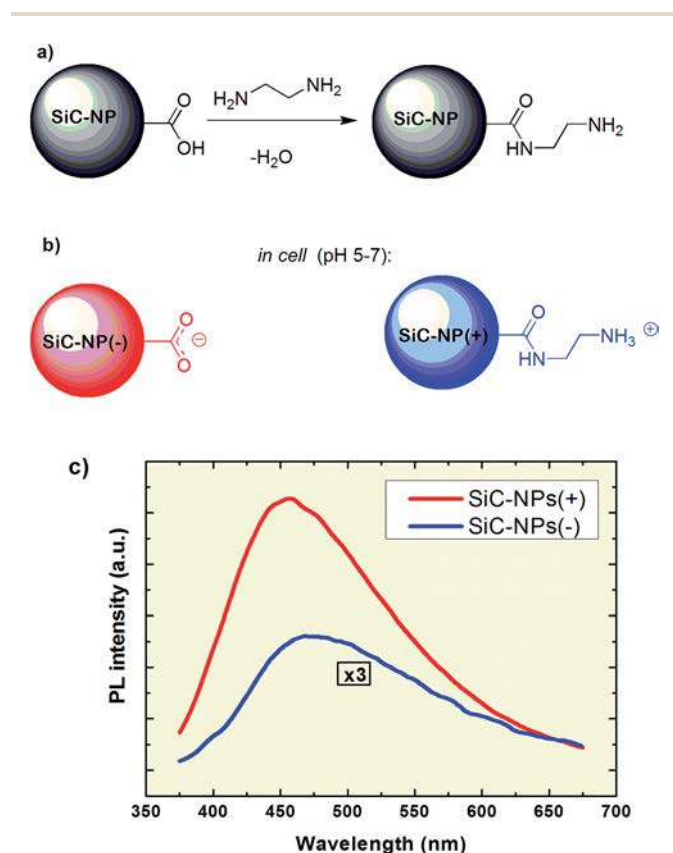 a)
SiC-NP
O
OH
H₂N
NH₂
-H₂O
SiC-NP
O
HN
NH₂
b)
in cell (pH 5-7):
SiC-NP(-)
O
O
⊖
SiC-NP(+)
O
HN
NH₃
⊕
c)
SiC-NPs(+)
SiC-NPs(-)
x3
PL intensity (a.u.)
350 400 450 500 550 600 650 700
Wavelength (nm)